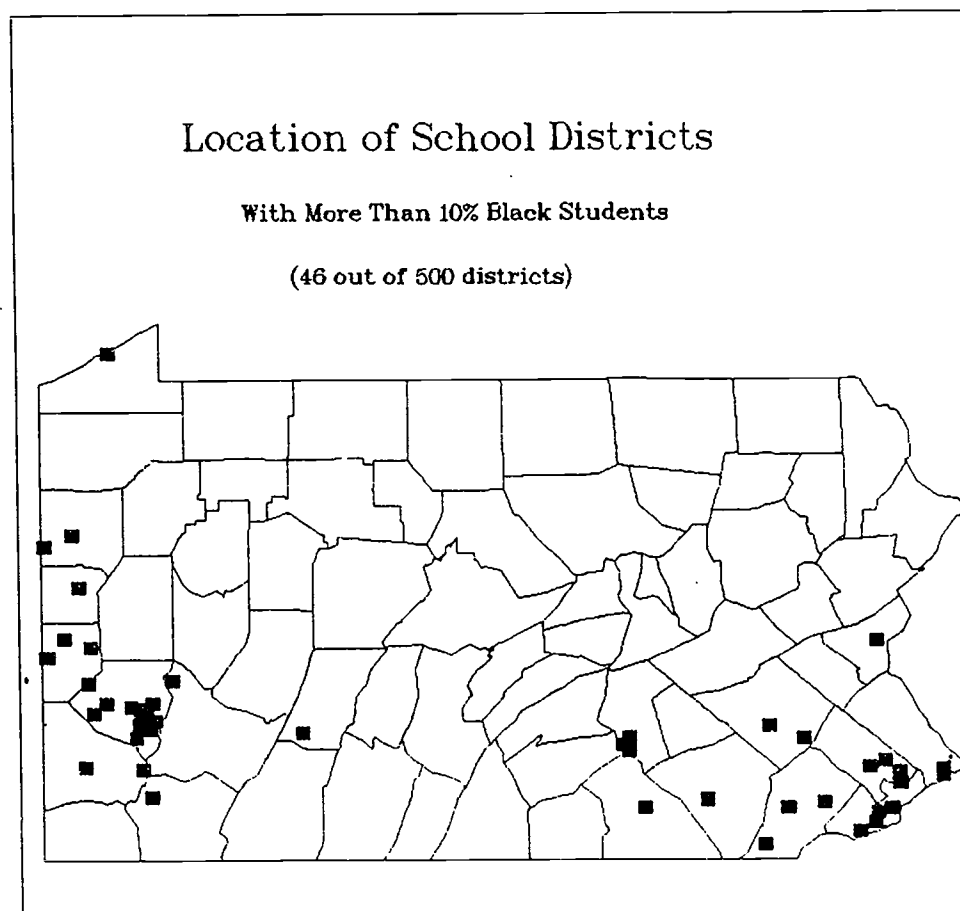 Location of School Districts
With More Than 10% Black Students
(46 out of 500 districts)